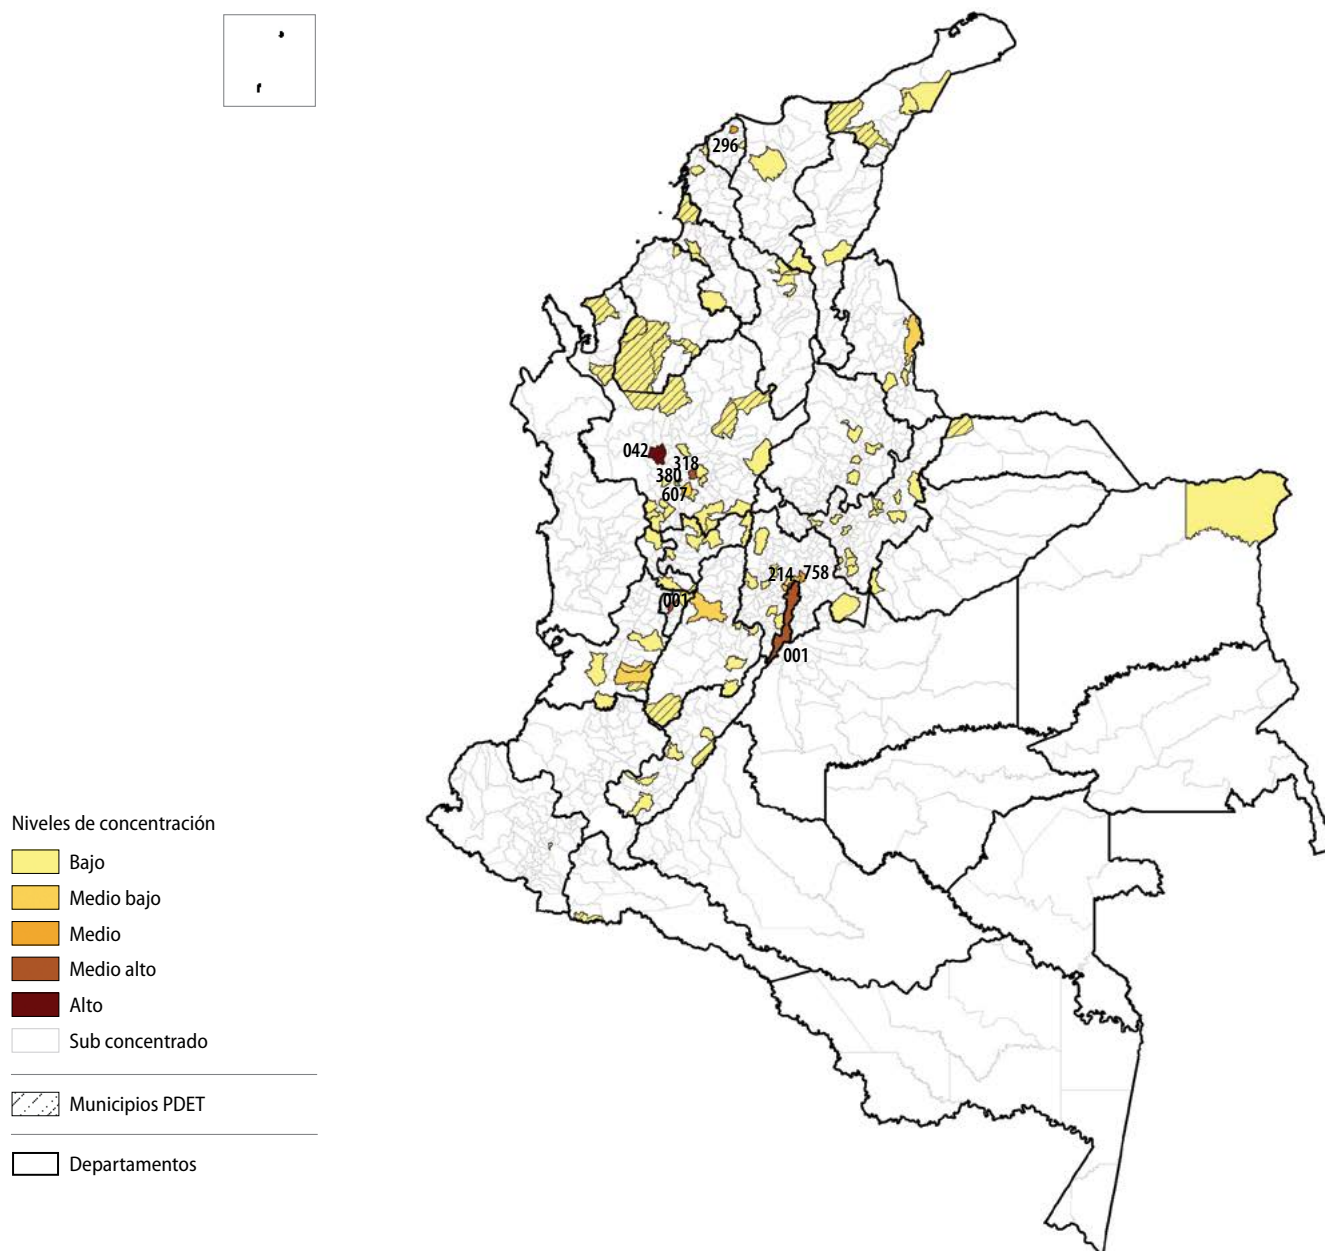 296
042
318
380
607
214
758
001
001
Niveles de concentración
Bajo
Medio bajo
Medio
Medio alto
Alto
Sub concentrado
Municipios PDET
Departamentos